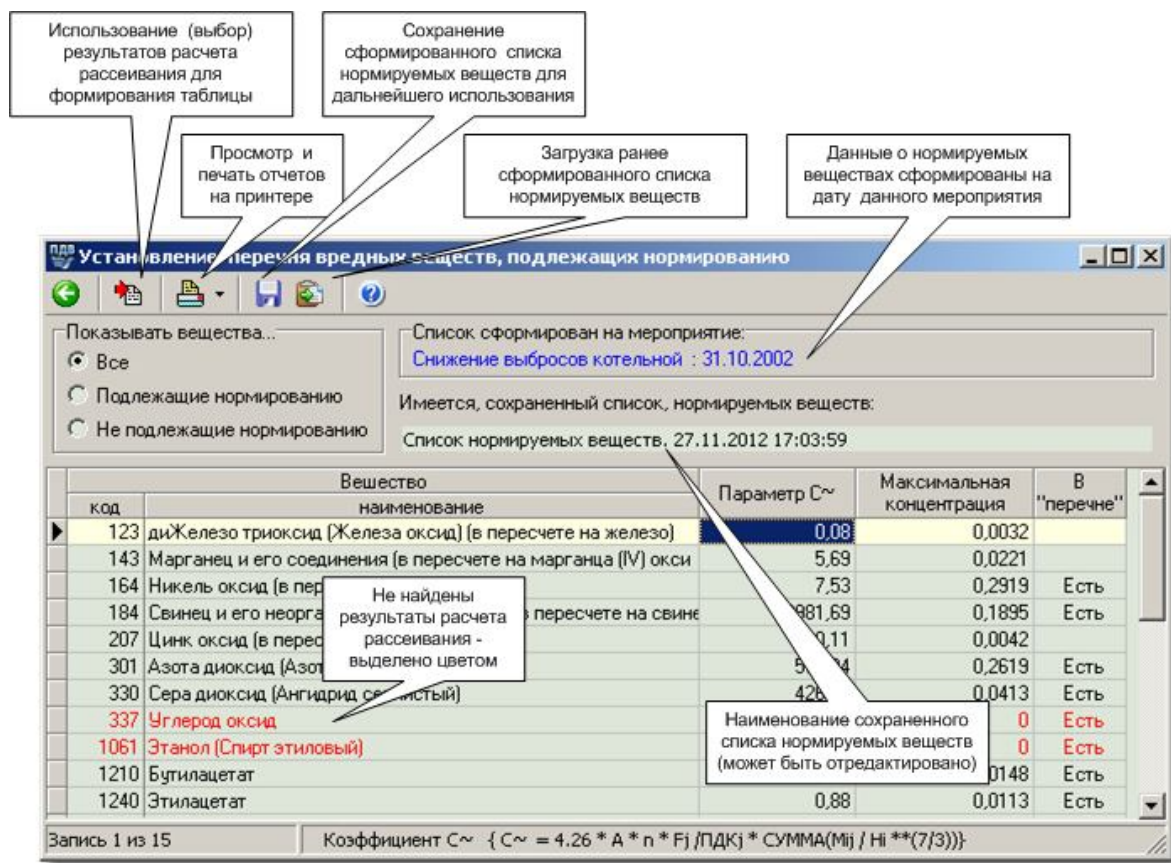 Использование (выбор)
результатов расчета
рассеивания для
формирования таблицы
Сохранение
сформированного списка
нормируемых веществ для
дальнейшего использования
Просмотр и
печать отчетов
на принтере
Загрузка ранее
сформированного списка
нормируемых веществ
Данные о нормируемых
веществах сформированы на
дату данного мероприятия
ПДВ Установление перечня вредных веществ, подлежащих нормированию
Показывать вещества...
Все
Подлежащие нормированию
Не подлежащие нормированию
Список сформирован на мероприятие:
Снижение выбросов котельной : 31.10.2002
Имеется, сохраненный список, нормируемых веществ:
Список нормируемых веществ. 27.11.2012 17:03:59
Вешество Параметр C~ Максимальная концентрация В "перечне"
код наименование
123 диЖелезо триоксид (Железа оксид) (в пересчете на железо) 0,08 0,0032
143 Марганец и его соединения (в пересчете на марганца (IV) окси 5,69 0,0221
164 Никель оксид (в пер 7,53 0,2919 Есть
184 Свинец и его неорга в пересчете на свине 981,69 0,1895 Есть
207 Цинк оксид (в перес 0,11 0,0042
301 Азота диоксид (Азот 0,2619 Есть
330 Сера диоксид (Ангидрид се истый) 0,0413 Есть
337 Углерод оксид 0 Есть
1061 Этанол (Спирт этиловый) 0 Есть
1210 Бутилацетат 0148 Есть
1240 Этилацетат 0,88 0,0113 Есть
Не найдены
результаты расчета
рассеивания -
выделено цветом
Наименование сохраненного
списка нормируемых веществ
(может быть отредактировано)
Запись 1 из 15 Коэффициент C~ { C~ = 4.26 * A * n * Fj /ПДКj * СУММА(Mij / Hi **(7/3))}